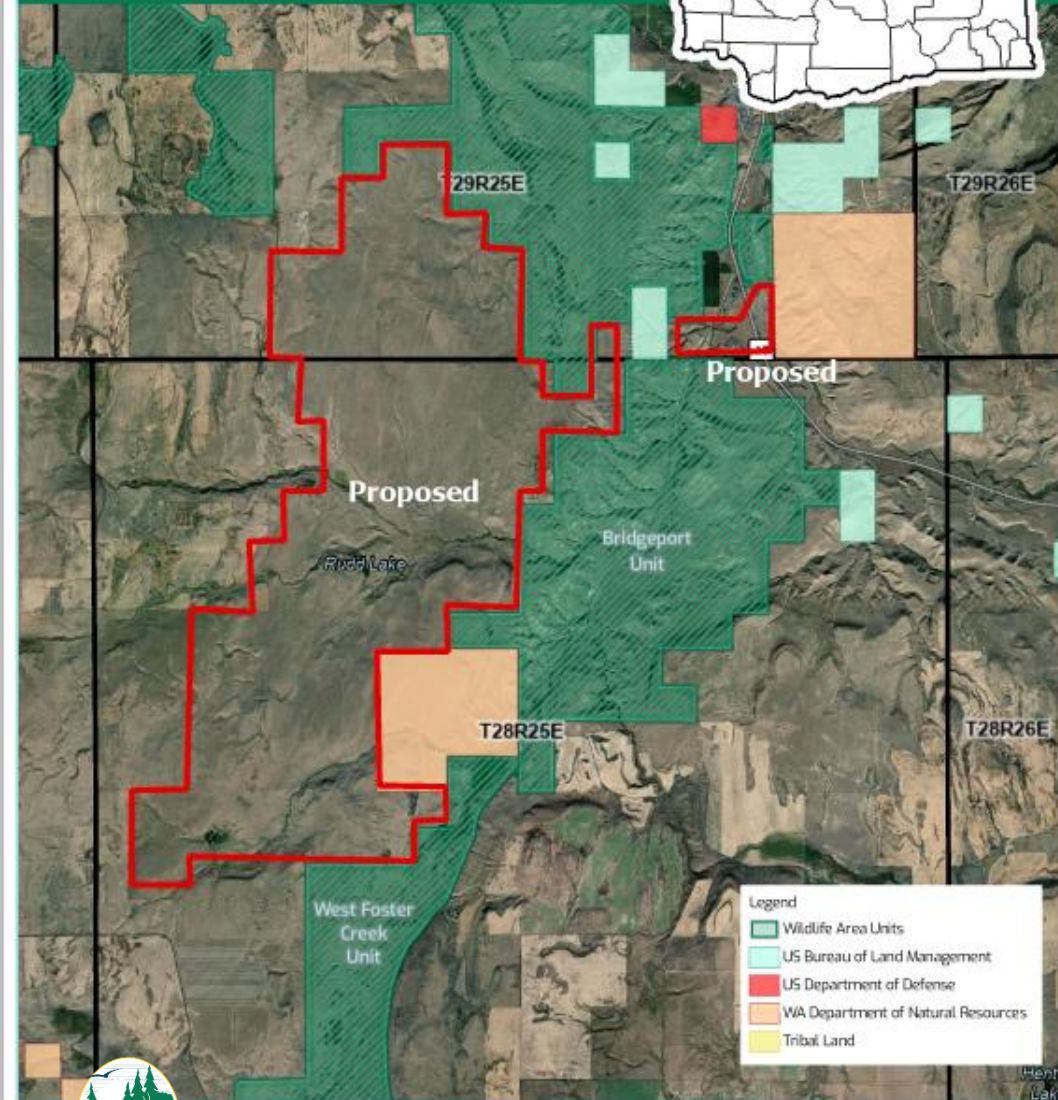 T29R25E
T29R26E
Proposed
Proposed
Rudd Lake
Bridgeport
Unit
T28R25E
T28R26E
West Foster
Creek
Unit
Legend
Wildlife Area Units
US Bureau of Land Management
US Department of Defense
WA Department of Natural Resources
Tribal Land